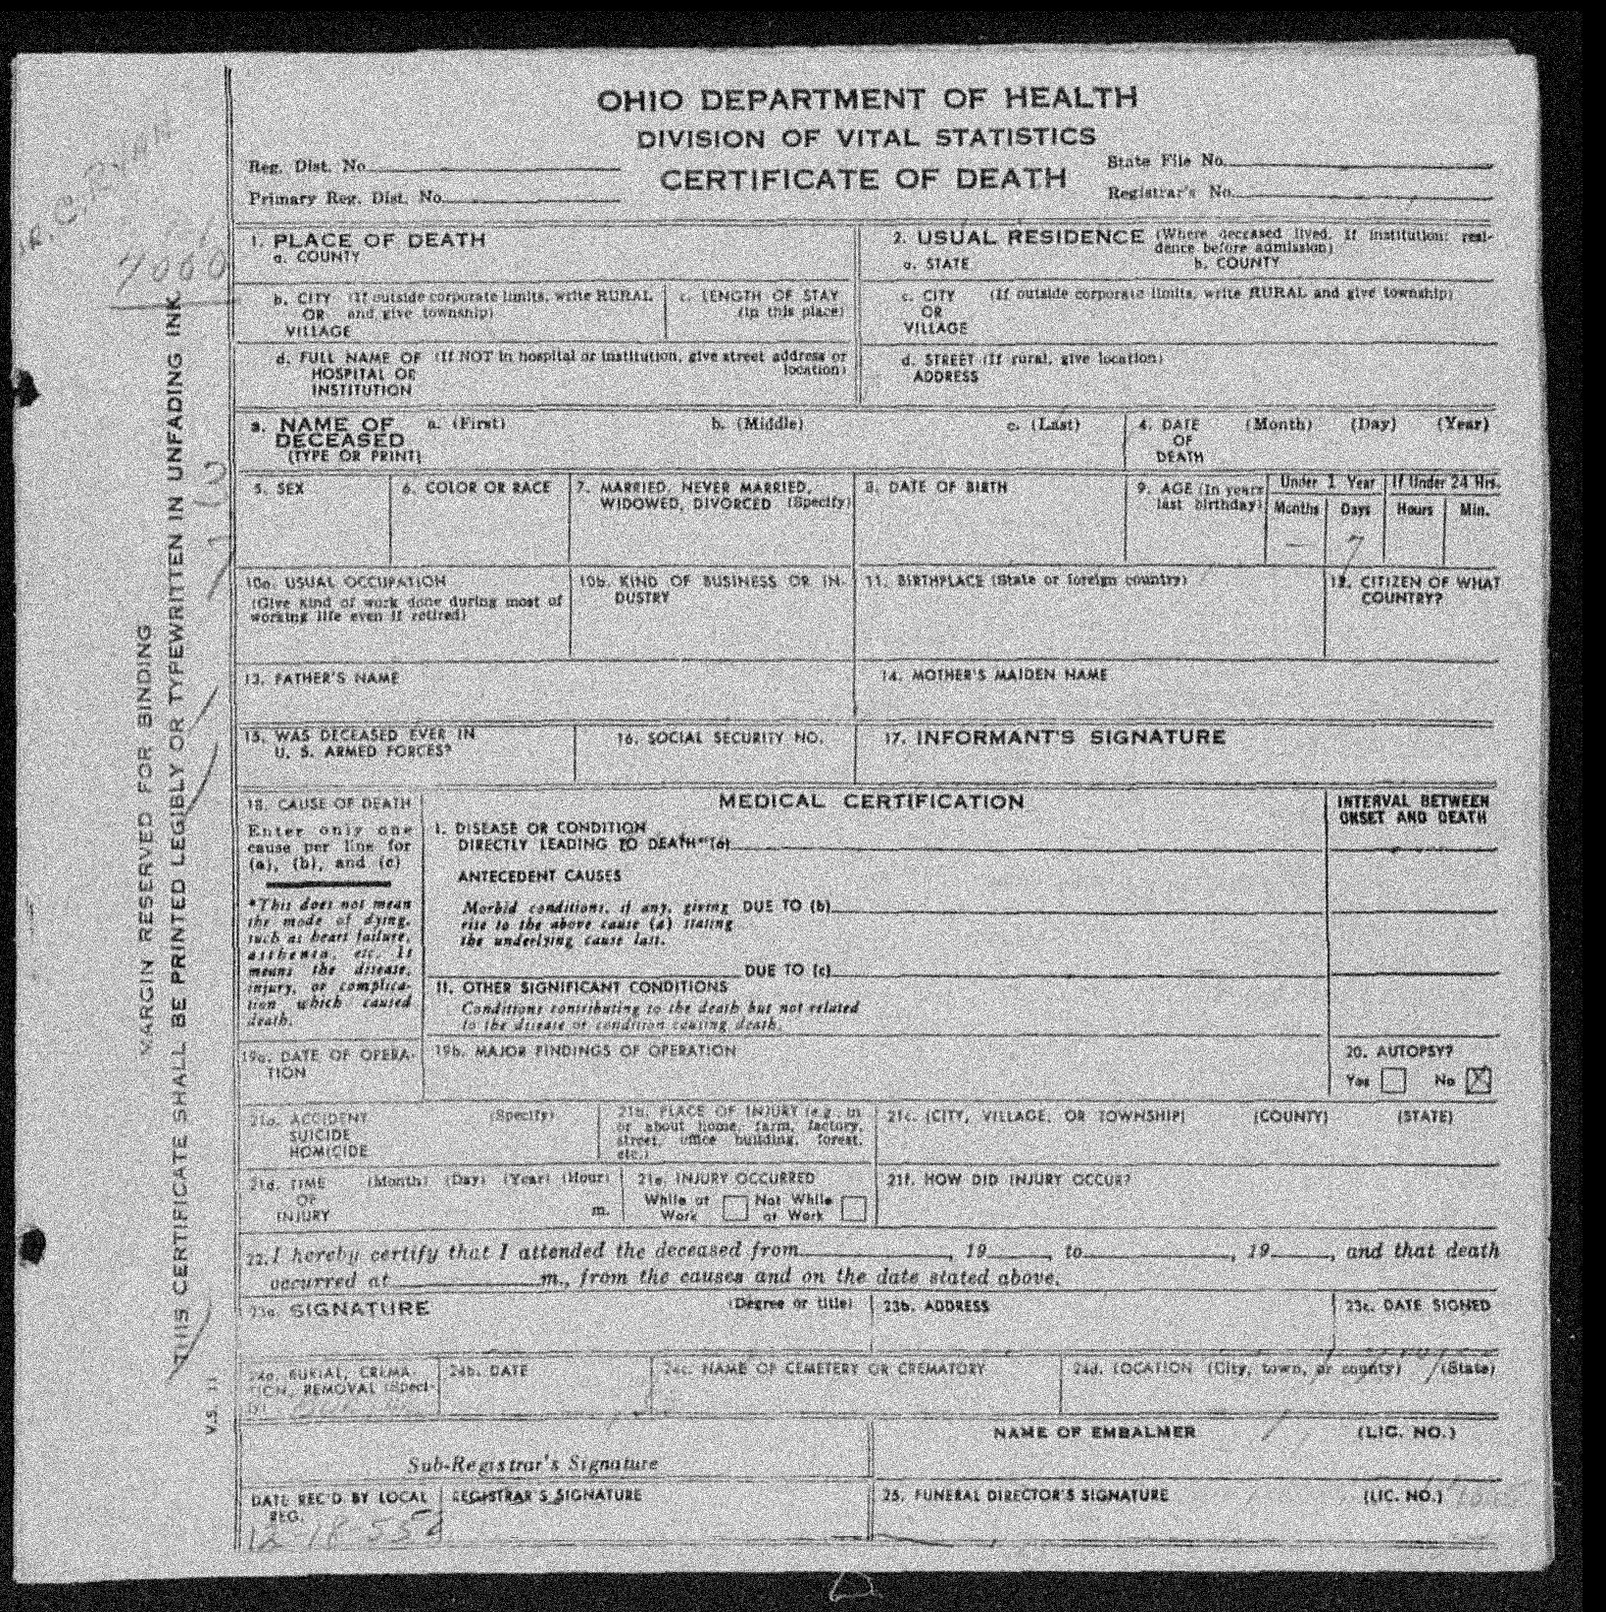 OHIO DEPARTMENT OF HEALTH
DIVISION OF VITAL STATISTICS
CERTIFICATE OF DEATH
Reg. Dist. No.
Primary Reg. Dist. No.
State File No.
Registrar's No.
7000
1. PLACE OF DEATH
a. COUNTY
2. USUAL RESIDENCE (Where deceased lived. If institution: residence before admission)
a. STATE b. COUNTY
b. CITY (If outside corporate limits, write RURAL
OR and give township)
VILLAGE
c. LENGTH OF STAY
(in this place)
c. CITY (If outside corporate limits, write RURAL and give township)
OR
VILLAGE
d. FULL NAME OF (If NOT in hospital or institution, give street address or
HOSPITAL OR location)
INSTITUTION
d. STREET (If rural, give location)
ADDRESS
3. NAME OF a. (First) b. (Middle) c. (Last)
DECEASED
(TYPE OR PRINT)
4. DATE (Month) (Day) (Year)
OF
DEATH
5. SEX
6. COLOR OR RACE
7. MARRIED, NEVER MARRIED,
WIDOWED, DIVORCED (Specify)
8. DATE OF BIRTH
9. AGE (In years
last birthday)
Under 1 Year
Months Days
— 7
If Under 24 Hrs.
Hours Min.
10a. USUAL OCCUPATION
(Give kind of work done during most of
working life even if retired)
10b. KIND OF BUSINESS OR IN-
DUSTRY
11. BIRTHPLACE (State or foreign country)
12. CITIZEN OF WHAT
COUNTRY?
13. FATHER'S NAME
14. MOTHER'S MAIDEN NAME
15. WAS DECEASED EVER IN
U. S. ARMED FORCES?
16. SOCIAL SECURITY NO.
17. INFORMANT'S SIGNATURE
18. CAUSE OF DEATH
Enter only one
cause per line for
(a), (b), and (c)
*This does not mean
the mode of dying,
such as heart failure,
asthenia, etc. It
means the disease,
injury, or complica-
tion which caused
death.
MEDICAL CERTIFICATION
I. DISEASE OR CONDITION
DIRECTLY LEADING TO DEATH*(a)
ANTECEDENT CAUSES
Morbid conditions, if any, giving DUE TO (b)
rise to the above cause (a) stating
the underlying cause last.
DUE TO (c)
II. OTHER SIGNIFICANT CONDITIONS
Conditions contributing to the death but not related
to the disease or condition causing death.
INTERVAL BETWEEN
ONSET AND DEATH
19a. DATE OF OPERA-
TION
19b. MAJOR FINDINGS OF OPERATION
20. AUTOPSY?
Yes No X
21a. ACCIDENT (Specify)
SUICIDE
HOMICIDE
21b. PLACE OF INJURY (e.g., in
or about home, farm, factory,
street, office building, forest,
etc.)
21c. (CITY, VILLAGE, OR TOWNSHIP) (COUNTY) (STATE)
21d. TIME (Month) (Day) (Year) (Hour)
OF
INJURY m.
21e. INJURY OCCURRED
While at Not While
Work at Work
21f. HOW DID INJURY OCCUR?
22. I hereby certify that I attended the deceased from , 19 , to , 19 , and that death
occurred at m., from the causes and on the date stated above.
23a. SIGNATURE (Degree or title)
23b. ADDRESS
23c. DATE SIGNED
24a. BURIAL, CREMA
TION, REMOVAL (Speci-
fy)
24b. DATE
24c. NAME OF CEMETERY OR CREMATORY
24d. LOCATION (City, town, or county) (State)
Sub-Registrar's Signature
NAME OF EMBALMER (LIC. NO.)
DATE REC'D BY LOCAL
REG.
12-18-55
REGISTRAR'S SIGNATURE
25. FUNERAL DIRECTOR'S SIGNATURE (LIC. NO.)
MARGIN RESERVED FOR BINDING
THIS CERTIFICATE SHALL BE PRINTED LEGIBLY OR TYPEWRITTEN IN UNFADING INK.
V.S. 11